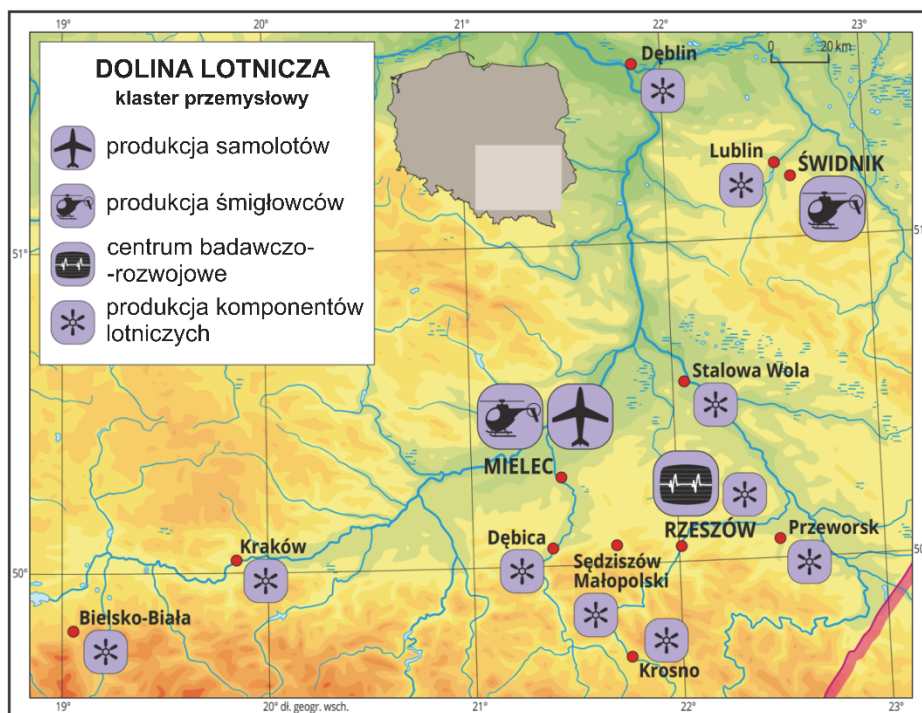 19°
20°
21°
22°
23°
DOLINA LOTNICZA
klaster przemysłowy
produkcja samolotów
produkcja śmigłowców
centrum badawczo-
-rozwojowe
produkcja komponentów
lotniczych
0 20 km
Dęblin
Lublin
ŚWIDNIK
51°
51°
Stalowa Wola
MIELEC
RZESZÓW
Przeworsk
Kraków
Dębica
Sędziszów
Małopolski
50°
50°
Bielsko-Biała
Krosno
19°
20° dł. geogr. wsch.
21°
22°
23°